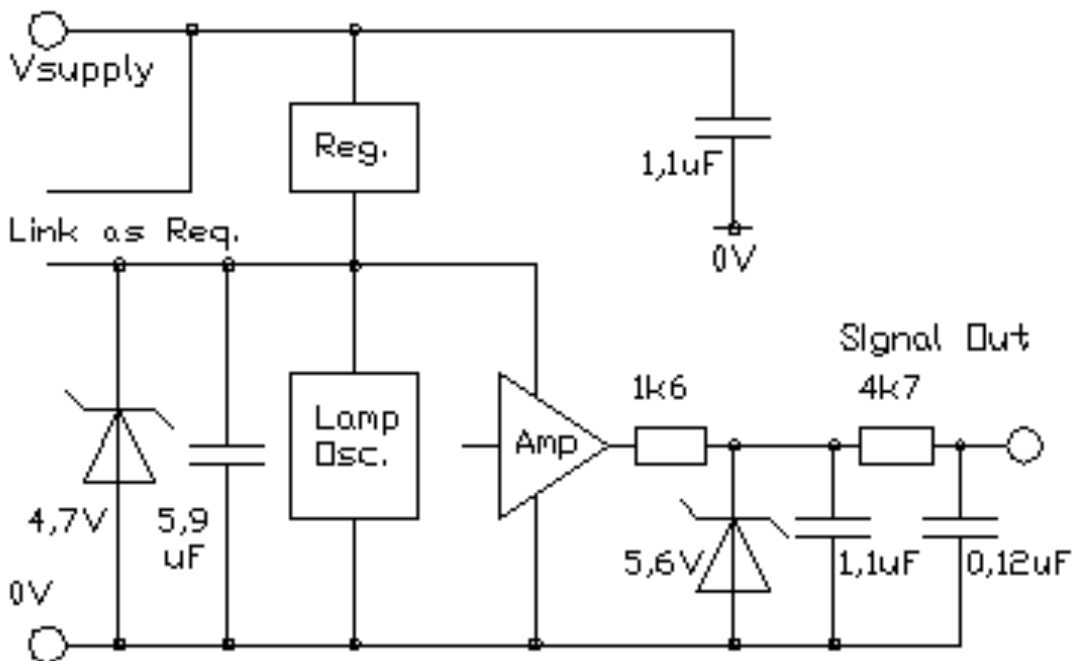 Vsupply
Reg.
1,1uF
0V
Link as Req.
SIgnal Out
1k6
4k7
Lamp
Osc.
Amp
4,7V
5,9
uF
5,6V
1,1uF
0,12uF
0V